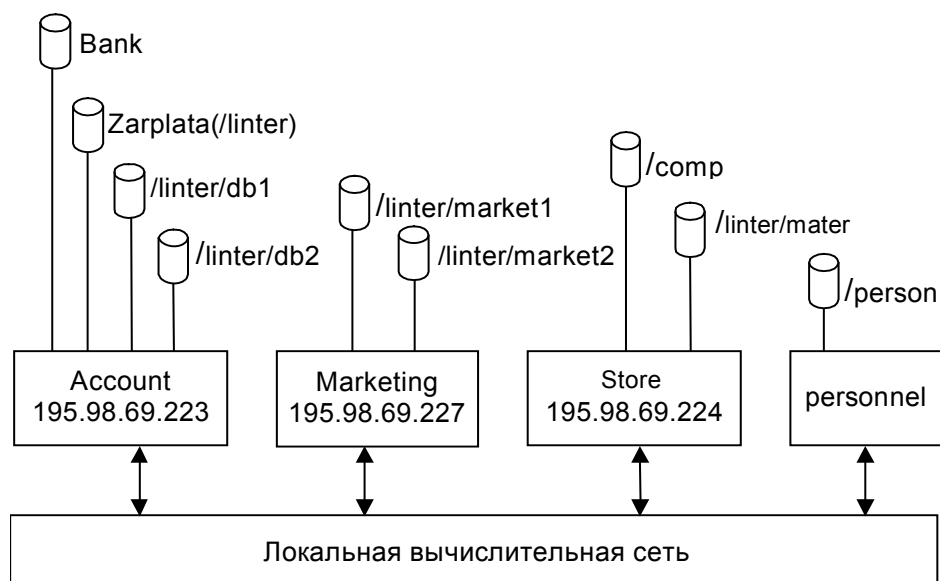 Bank
Zarplata(/linter)
/linter/db1
/linter/db2
/linter/market1
/linter/market2
/comp
/linter/mater
/person
Account
195.98.69.223
Marketing
195.98.69.227
Store
195.98.69.224
personnel
Локальная вычислительная сеть